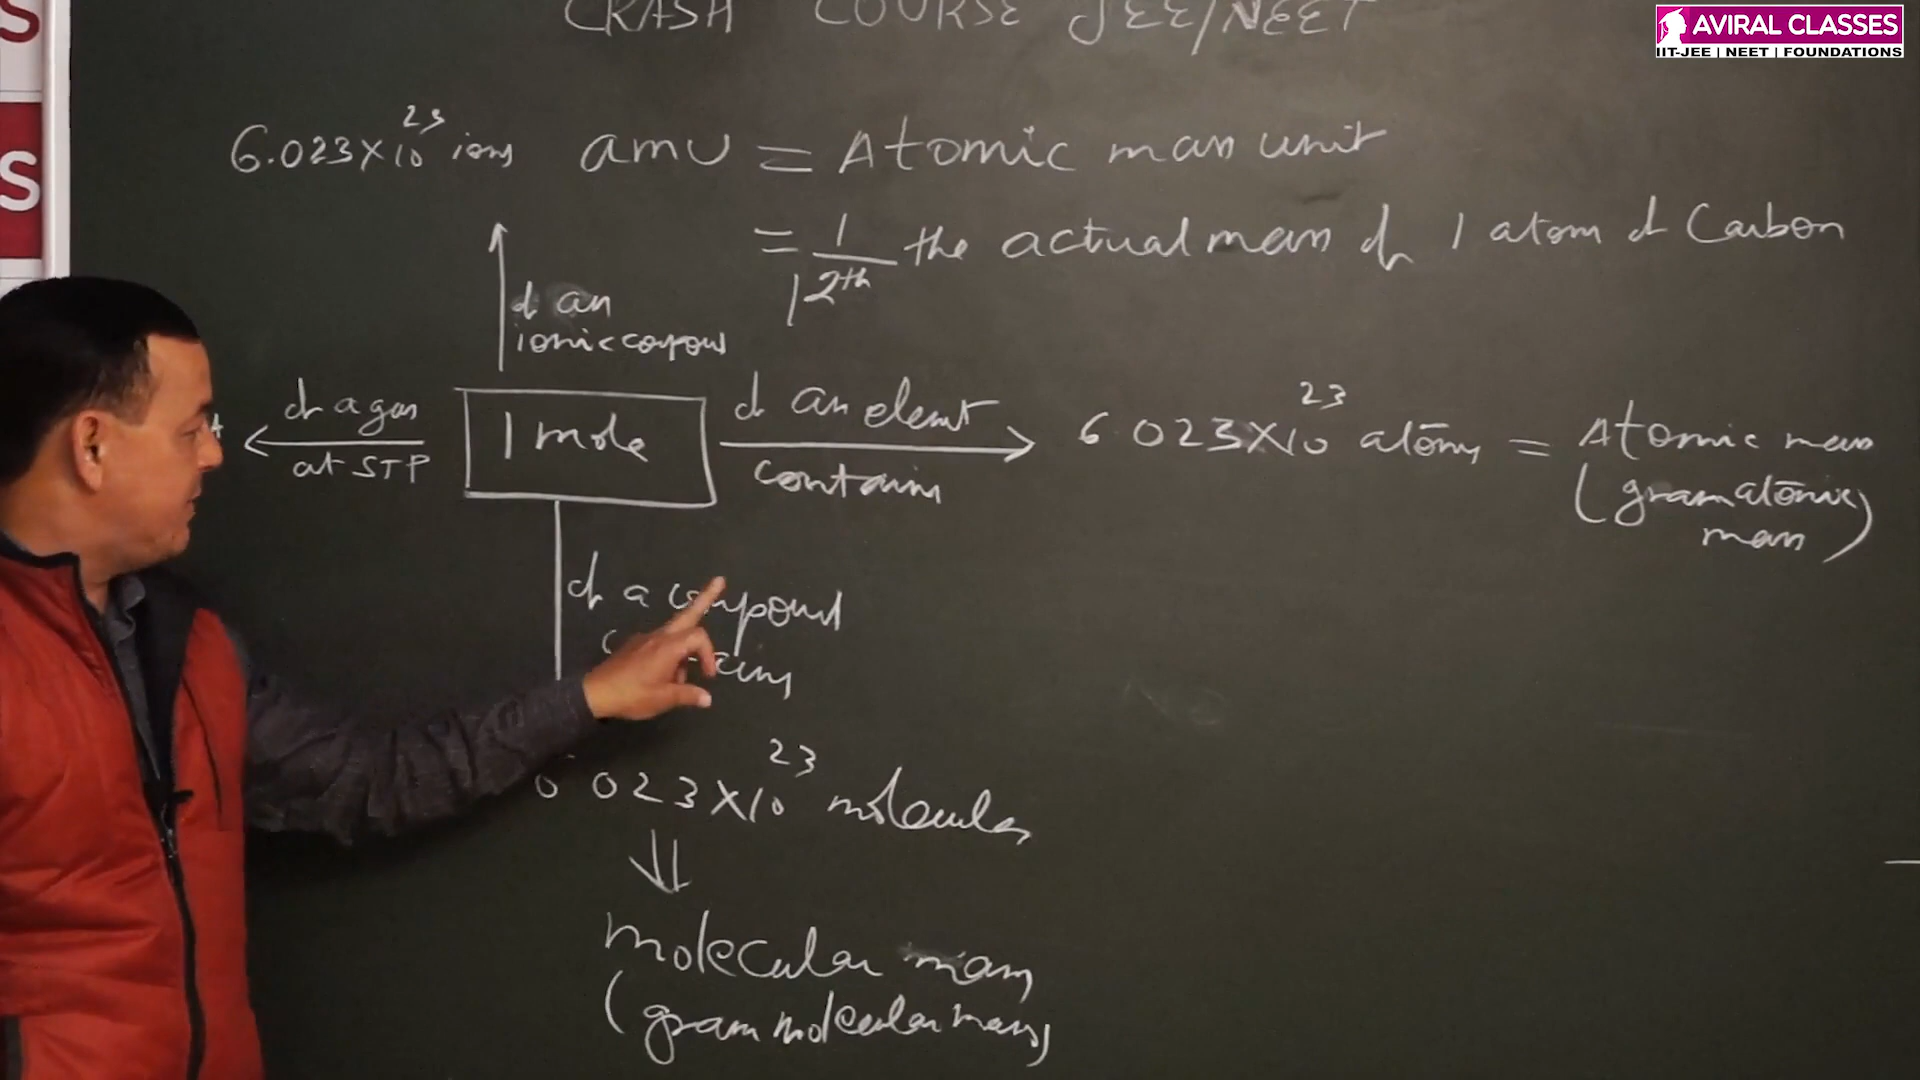 CRASH COURSE JEE/NEET
AVIRAL CLASSES
IIT-JEE | NEET | FOUNDATIONS
S
S
6.023X10^23 ions
amu = Atomic mass unit
= 1/12th the actual mass of 1 atom of Carbon
of an
ionic
of a gas
at STP
1 mole
of an
contains
6.023X10^23 atoms = Atomic mass
(gram atomic
mass)
of a compound
6.023X10^23 molecules
⇓
molecular mass
(gram molecular mass)